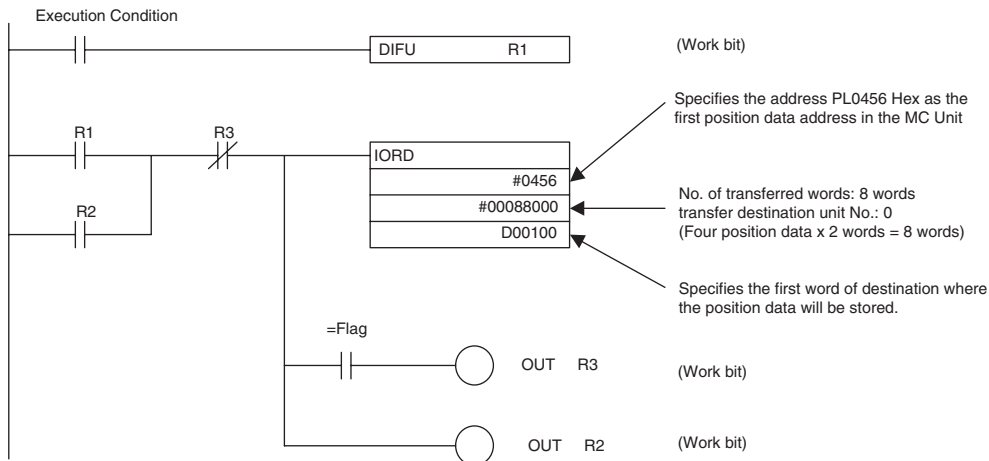 Execution Condition
DIFU R1
(Work bit)
Specifies the address PL0456 Hex as the
first position data address in the MC Unit
R1
R3
IORD
#0456
#00088000
D00100
No. of transferred words: 8 words
transfer destination unit No.: 0
(Four position data x 2 words = 8 words)
R2
Specifies the first word of destination where
the position data will be stored.
=Flag
OUT R3
(Work bit)
OUT R2
(Work bit)